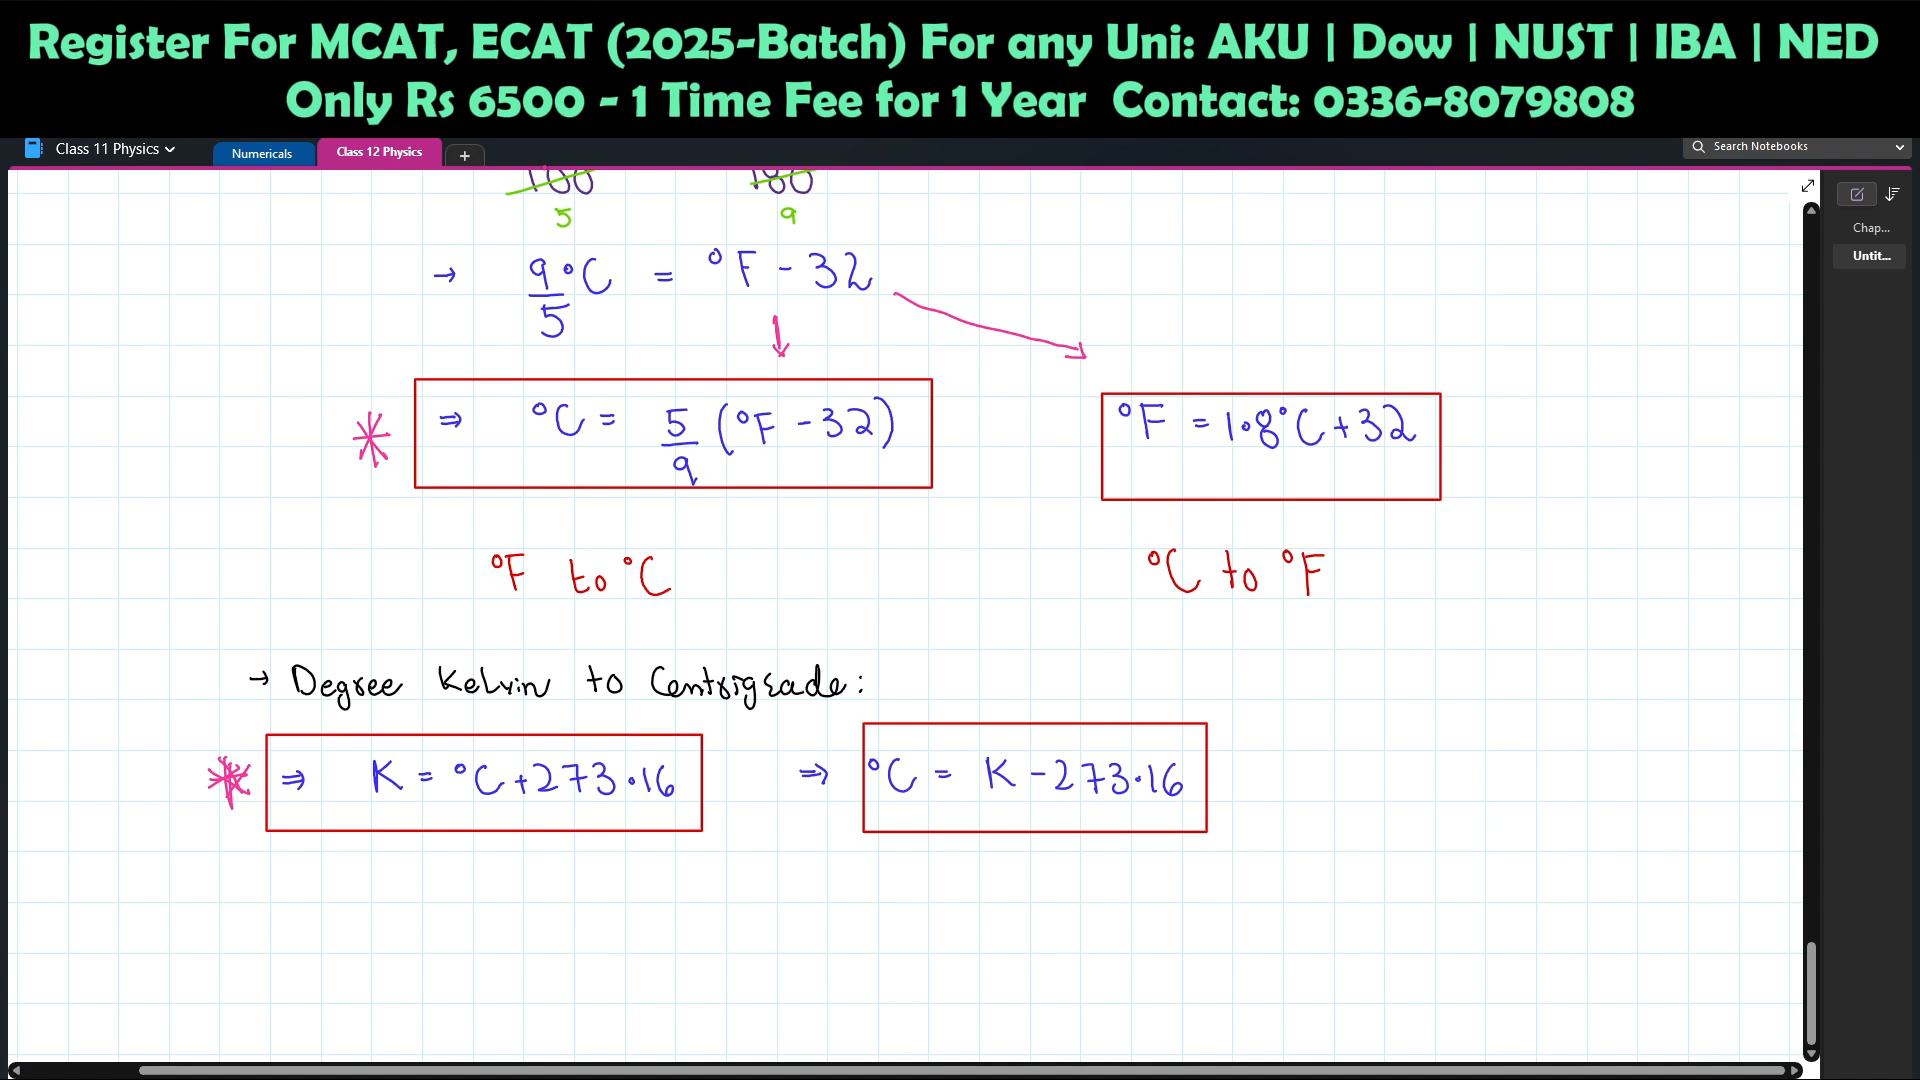 Register For MCAT, ECAT (2025-Batch) For any Uni: AKU | Dow | NUST | IBA | NED
Only Rs 6500 - 1 Time Fee for 1 Year Contact: 0336-8079808
Class 11 Physics
Numericals
Class 12 Physics
+
Search Notebooks
Chap...
Untit...
100 180
5 9
→ 9/5 °C = °F - 32
⇒ °C = 5/9 (°F - 32)
°F = 1.8°C + 32
°F to °C
°C to °F
→ Degree Kelvin to Centrigrade:
⇒ K = °C + 273.16
⇒ °C = K - 273.16